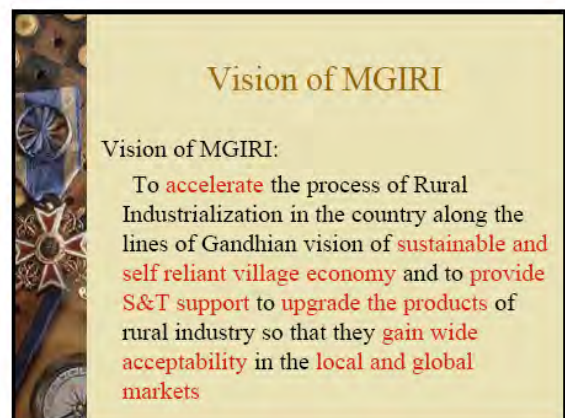 Vision of MGIRI
Vision of MGIRI:
To accelerate the process of Rural
Industrialization in the country along the
lines of Gandhian vision of sustainable and
self reliant village economy and to provide
S&T support to upgrade the products of
rural industry so that they gain wide
acceptability in the local and global
markets